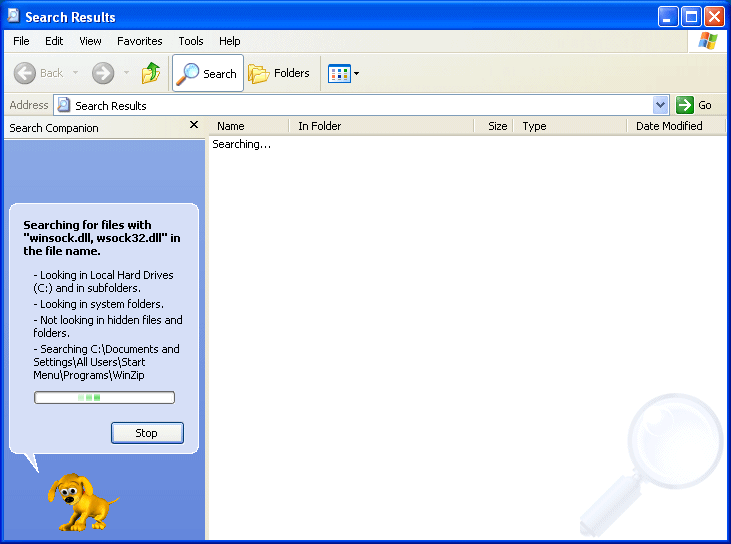 Search Results
File Edit View Favorites Tools Help
Back Search Folders
Address Search Results Go
Search Companion
Name In Folder Size Type Date Modified
Searching...
Searching for files with
"winsock.dll, wsock32.dll" in
the file name.
- Looking in Local Hard Drives
(C:) and in subfolders.
- Looking in system folders.
- Not looking in hidden files and
folders.
- Searching C:\Documents and
Settings\All Users\Start
Menu\Programs\WinZip
Stop